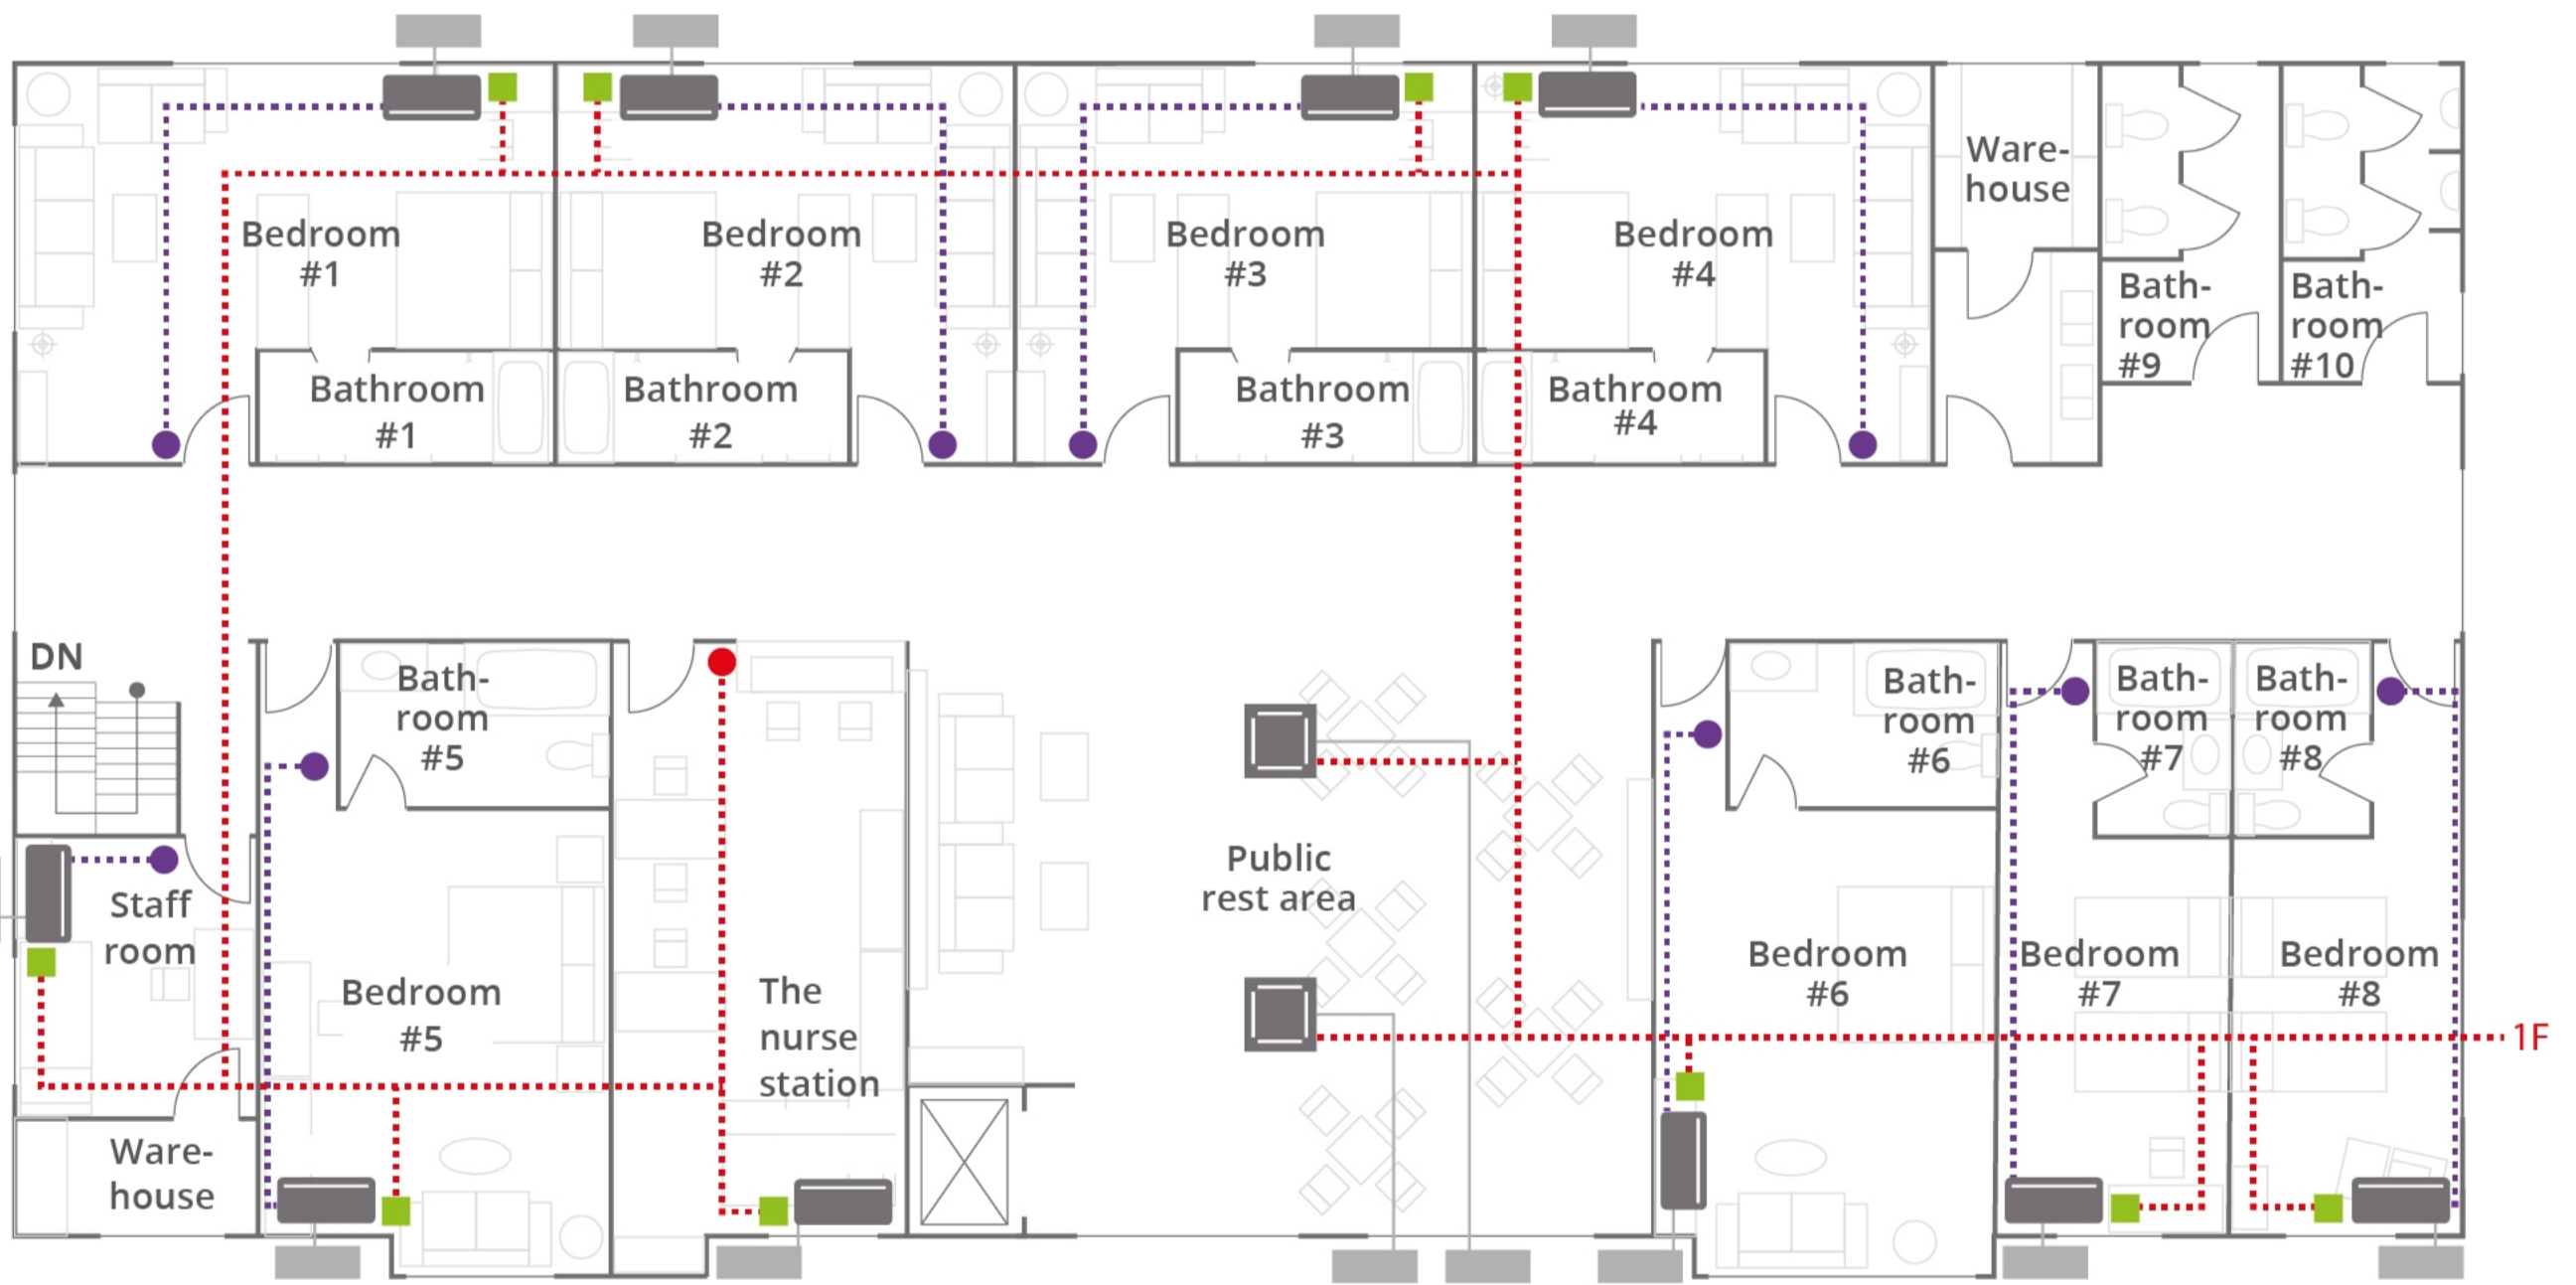 Bedroom
#1
Bedroom
#2
Bedroom
#3
Bedroom
#4
Ware-
house
Bath-
room
#9
Bath-
room
#10
Bathroom
#1
Bathroom
#2
Bathroom
#3
Bathroom
#4
DN
Bath-
room
#5
Bath-
room
#6
Bath-
room
#7
Bath-
room
#8
Staff
room
Bedroom
#5
The
nurse
station
Public
rest area
Bedroom
#6
Bedroom
#7
Bedroom
#8
1F
Ware-
house